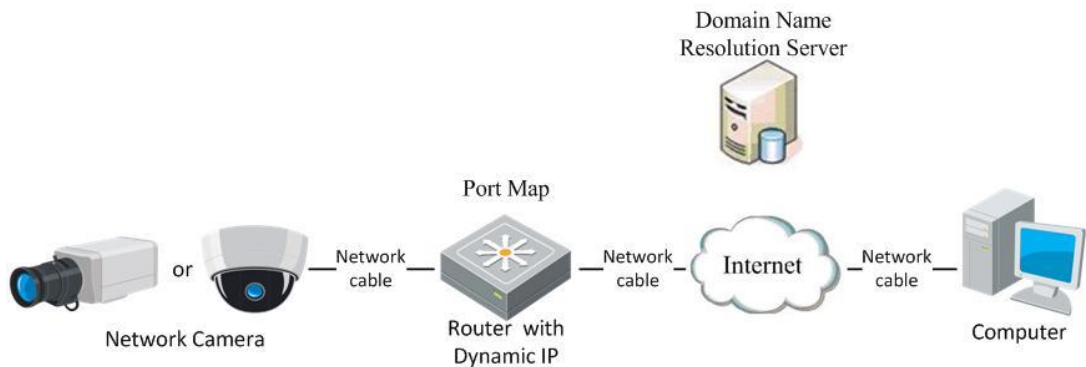 Domain Name
Resolution Server
Port Map
or
Network
cable
Network
cable
Internet
Network
cable
Network Camera
Router with
Dynamic IP
Computer